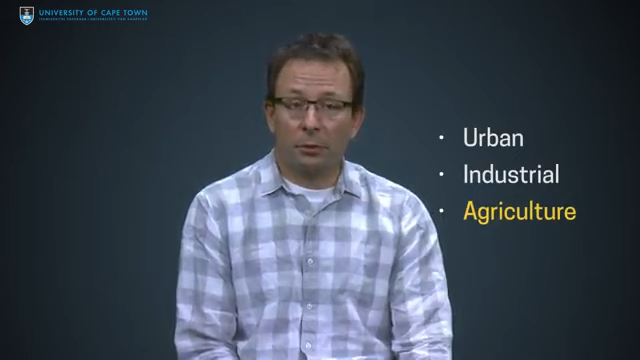 UNIVERSITY OF CAPE TOWN
• Urban
• Industrial
• Agriculture